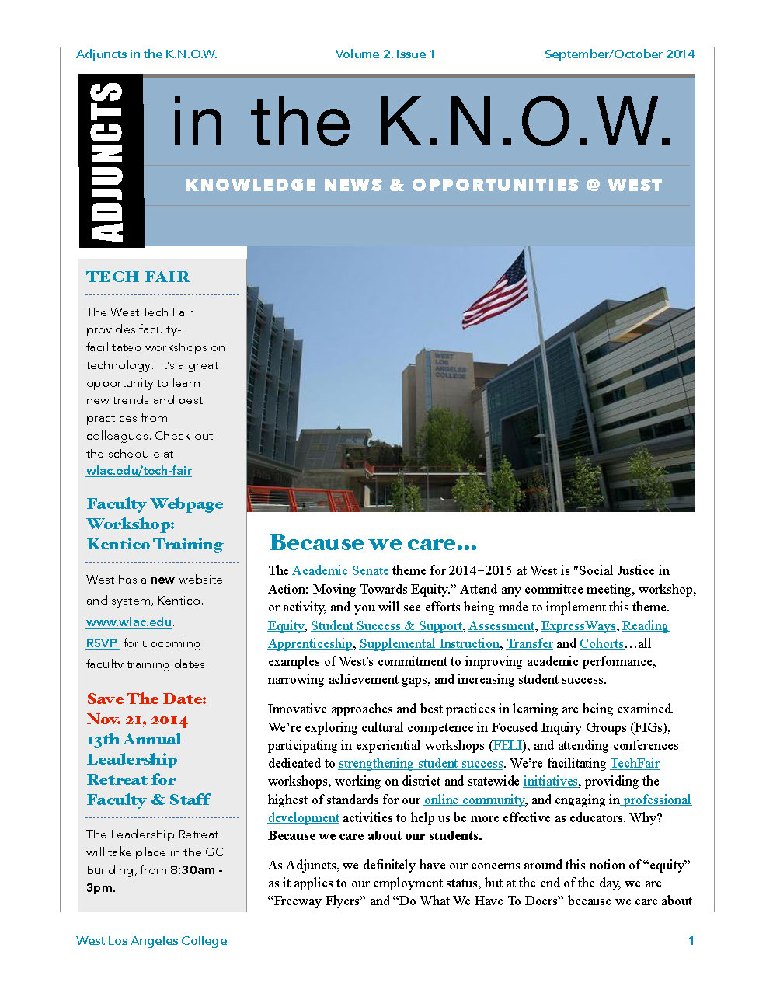 Adjuncts in the K.N.O.W. Volume 2, Issue 1 September/October 2014
ADJUNCTS
in the K.N.O.W.
KNOWLEDGE NEWS & OPPORTUNITIES @ WEST
TECH FAIR
The West Tech Fair
provides faculty-
facilitated workshops on
technology.  It's a great
opportunity to learn
new trends and best
practices from
colleagues. Check out
the schedule at
wlac.edu/tech-fair
Faculty Webpage
Workshop:
Kentico Training
West has a new website
and system, Kentico.
www.wlac.edu.
RSVP  for upcoming
faculty training dates.
Save The Date:
Nov. 21, 2014
13th Annual
Leadership
Retreat for
Faculty & Staff
The Leadership Retreat
will take place in the GC
Building, from 8:30am -
3pm.
WEST
LOS
ANGELES
COLLEGE
Because we care...
The Academic Senate theme for 2014–2015 at West is "Social Justice in
Action: Moving Towards Equity.” Attend any committee meeting, workshop,
or activity, and you will see efforts being made to implement this theme.
Equity, Student Success & Support, Assessment, ExpressWays, Reading
Apprenticeship, Supplemental Instruction, Transfer and Cohorts…all
examples of West's commitment to improving academic performance,
narrowing achievement gaps, and increasing student success.
Innovative approaches and best practices in learning are being examined.
We’re exploring cultural competence in Focused Inquiry Groups (FIGs),
participating in experiential workshops (FELI), and attending conferences
dedicated to strengthening student success. We’re facilitating TechFair
workshops, working on district and statewide initiatives, providing the
highest of standards for our online community, and engaging in professional
development activities to help us be more effective as educators. Why?
Because we care about our students.
As Adjuncts, we definitely have our concerns around this notion of “equity”
as it applies to our employment status, but at the end of the day, we are
“Freeway Flyers” and “Do What We Have To Doers” because we care about
West Los Angeles College 1